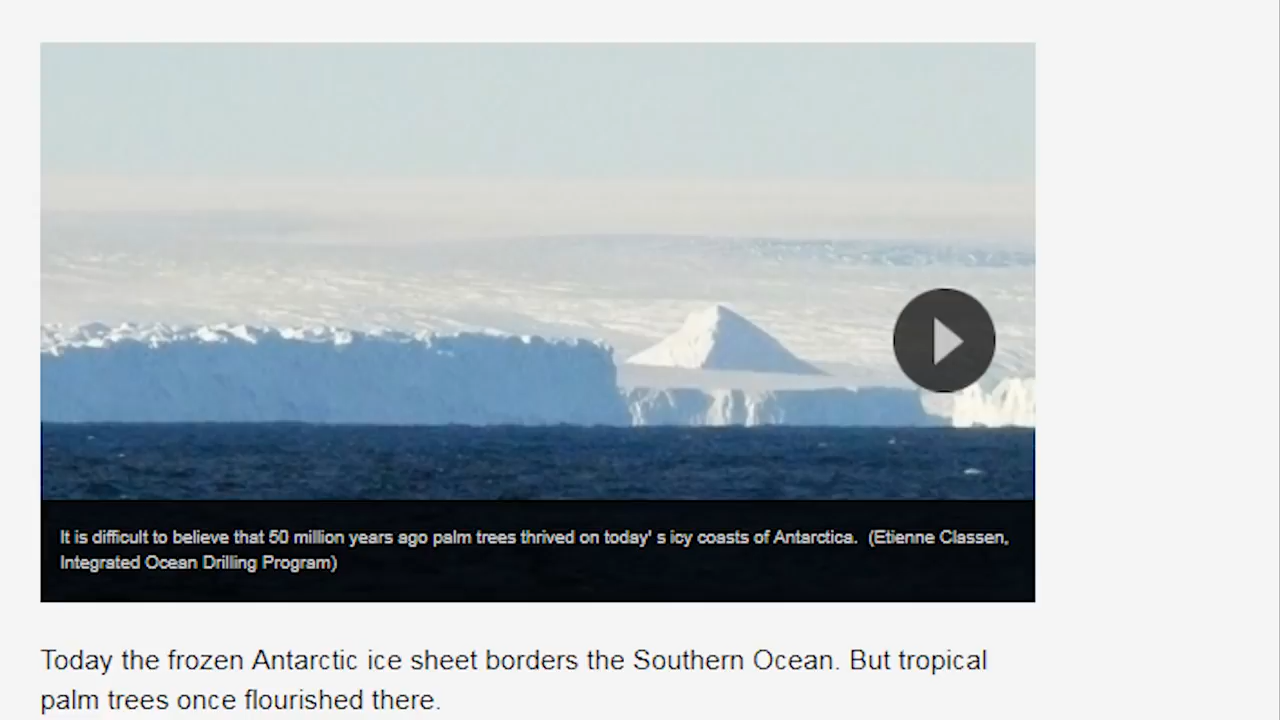 It is difficult to believe that 50 million years ago palm trees thrived on today' s icy coasts of Antarctica.  (Etienne Classen,
Integrated Ocean Drilling Program)
Today the frozen Antarctic ice sheet borders the Southern Ocean. But tropical
palm trees once flourished there.